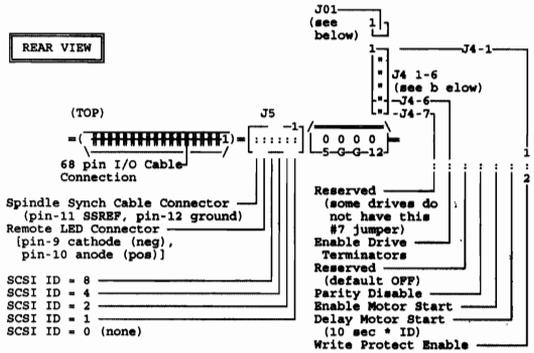 J01
(see 1
below)
REAR VIEW
1 J4-1
J4 1-6
(see b elow)
J4-6
J4-7
(TOP) J5
1
1
68 pin I/O Cable
Connection
0 0 0 0
5-G-G-12
1
2
Spindle Synch Cable Connector
(pin-11 SSREF, pin-12 ground)
Remote LED Connector
[pin-9 cathode (neg),
pin-10 anode (pos)]
SCSI ID = 8
SCSI ID = 4
SCSI ID = 2
SCSI ID = 1
SCSI ID = 0 (none)
Reserved
(some drives do
not have this
#7 jumper)
Enable Drive
Terminators
Reserved
(default OFF)
Parity Disable
Enable Motor Start
Delay Motor Start
(10 sec * ID)
Write Protect Enable